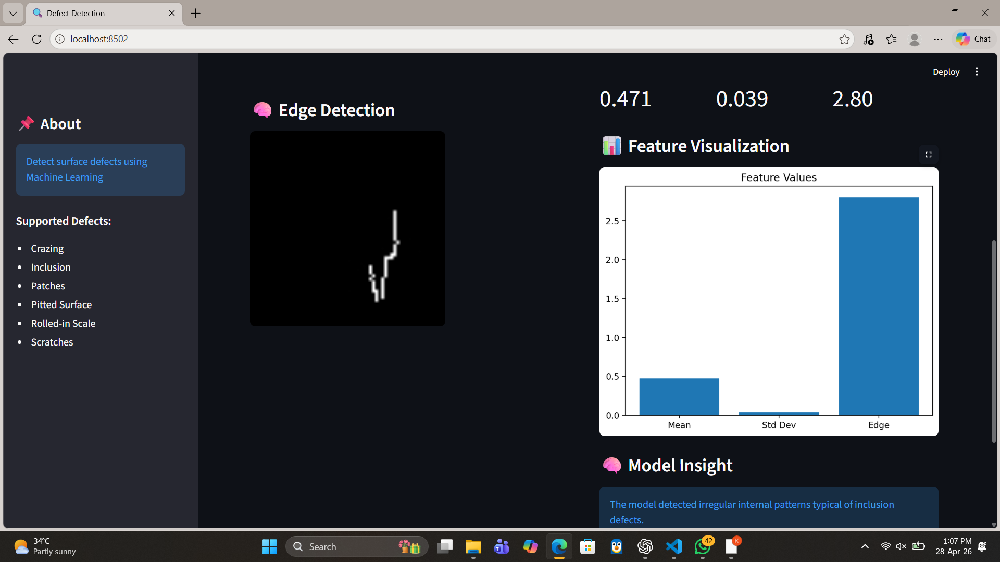 Defect Detection
localhost:8502
Chat
Deploy
About
Detect surface defects using
Machine Learning
Supported Defects:
Crazing
Inclusion
Patches
Pitted Surface
Rolled-in Scale
Scratches
Edge Detection
0.471 0.039 2.80
Feature Visualization
Feature Values
2.5
2.0
1.5
1.0
0.5
0.0
Mean Std Dev Edge
Model Insight
The model detected irregular internal patterns typical of inclusion
defects.
34°C
Partly sunny
Search
42
K
1:07 PM
28-Apr-26